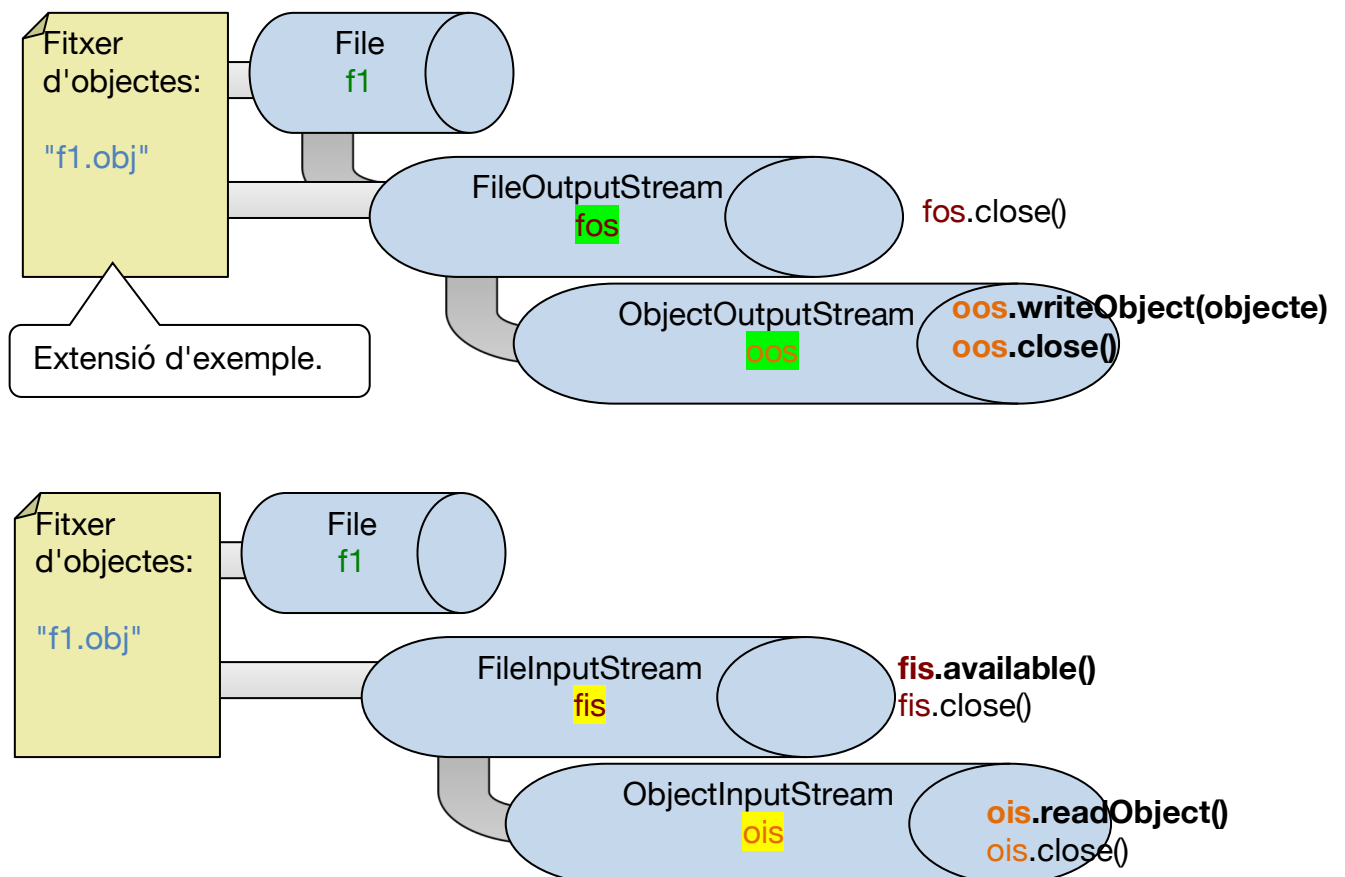 Fitxer
d'objectes:
"f1.obj"
File
f1
FileOutputStream
fos
fos.close()
ObjectOutputStream
oos
oos.writeObject(objecte)
oos.close()
Extensió d'exemple.
Fitxer
d'objectes:
"f1.obj"
File
f1
FileInputStream
fis
fis.available()
fis.close()
ObjectInputStream
ois
ois.readObject()
ois.close()